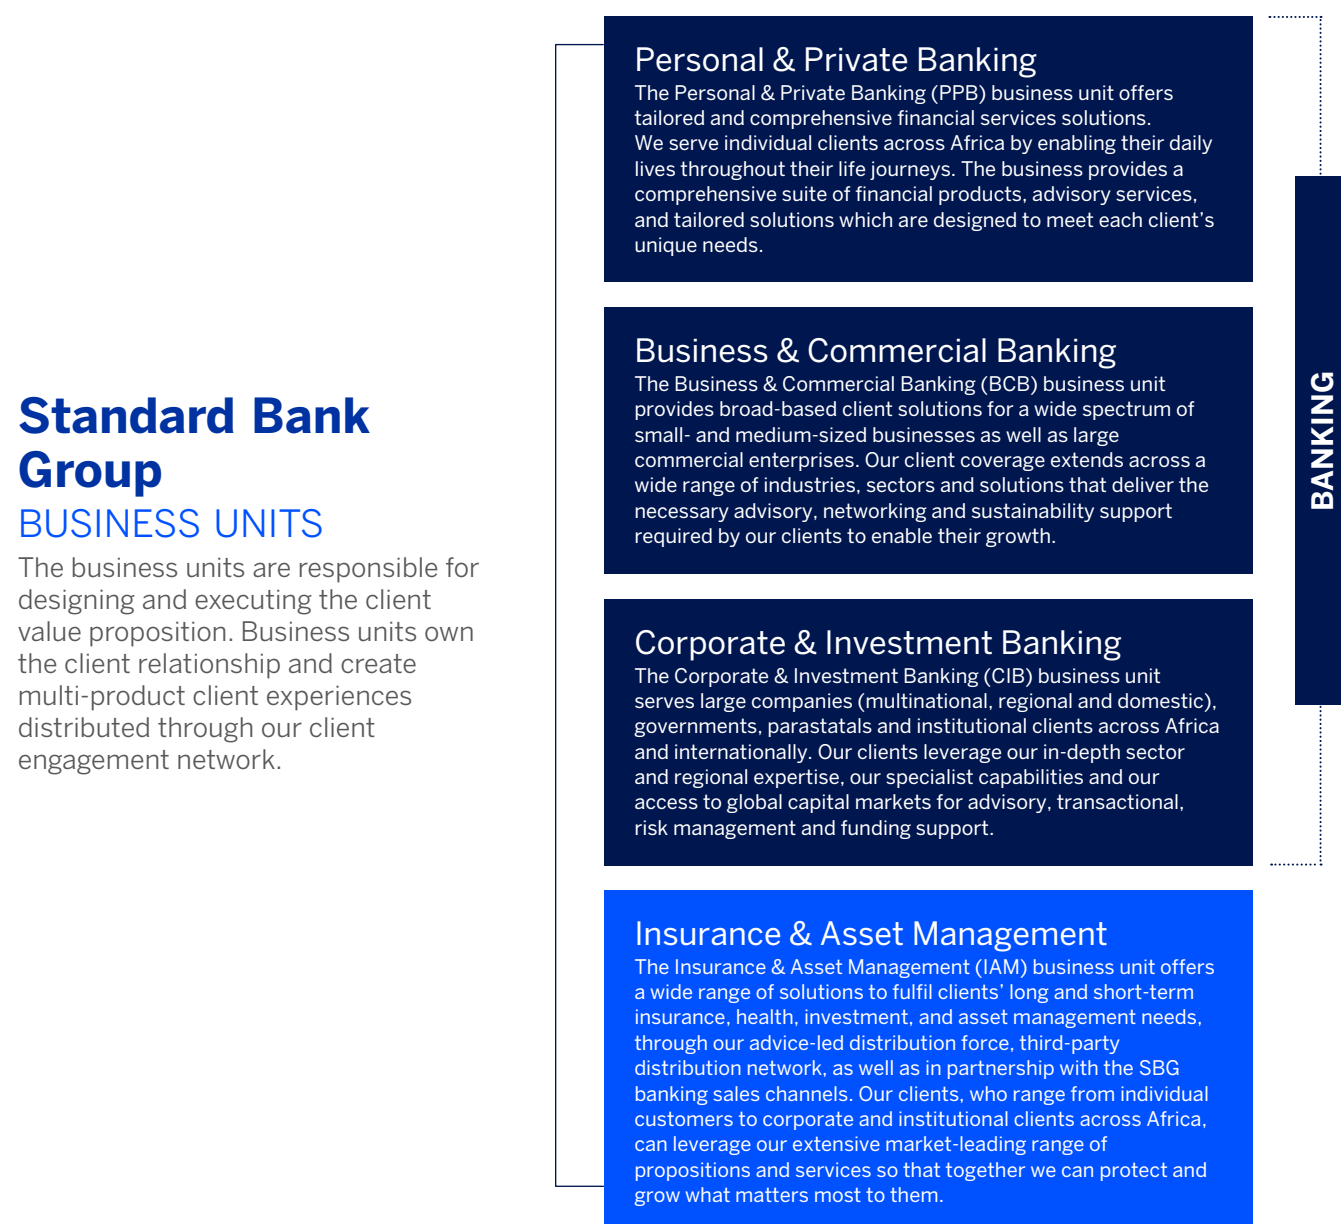 Standard Bank
Group
BUSINESS UNITS
The business units are responsible for
designing and executing the client
value proposition. Business units own
the client relationship and create
multi-product client experiences
distributed through our client
engagement network.
Personal & Private Banking
The Personal & Private Banking (PPB) business unit offers
tailored and comprehensive financial services solutions.
We serve individual clients across Africa by enabling their daily
lives throughout their life journeys. The business provides a
comprehensive suite of financial products, advisory services,
and tailored solutions which are designed to meet each client’s
unique needs.
Business & Commercial Banking
The Business & Commercial Banking (BCB) business unit
provides broad-based client solutions for a wide spectrum of
small- and medium-sized businesses as well as large
commercial enterprises. Our client coverage extends across a
wide range of industries, sectors and solutions that deliver the
necessary advisory, networking and sustainability support
required by our clients to enable their growth.
Corporate & Investment Banking
The Corporate & Investment Banking (CIB) business unit
serves large companies (multinational, regional and domestic),
governments, parastatals and institutional clients across Africa
and internationally. Our clients leverage our in-depth sector
and regional expertise, our specialist capabilities and our
access to global capital markets for advisory, transactional,
risk management and funding support.
Insurance & Asset Management
The Insurance & Asset Management (IAM) business unit offers
a wide range of solutions to fulfil clients’ long and short-term
insurance, health, investment, and asset management needs,
through our advice-led distribution force, third-party
distribution network, as well as in partnership with the SBG
banking sales channels. Our clients, who range from individual
customers to corporate and institutional clients across Africa,
can leverage our extensive market-leading range of
propositions and services so that together we can protect and
grow what matters most to them.
BANKING